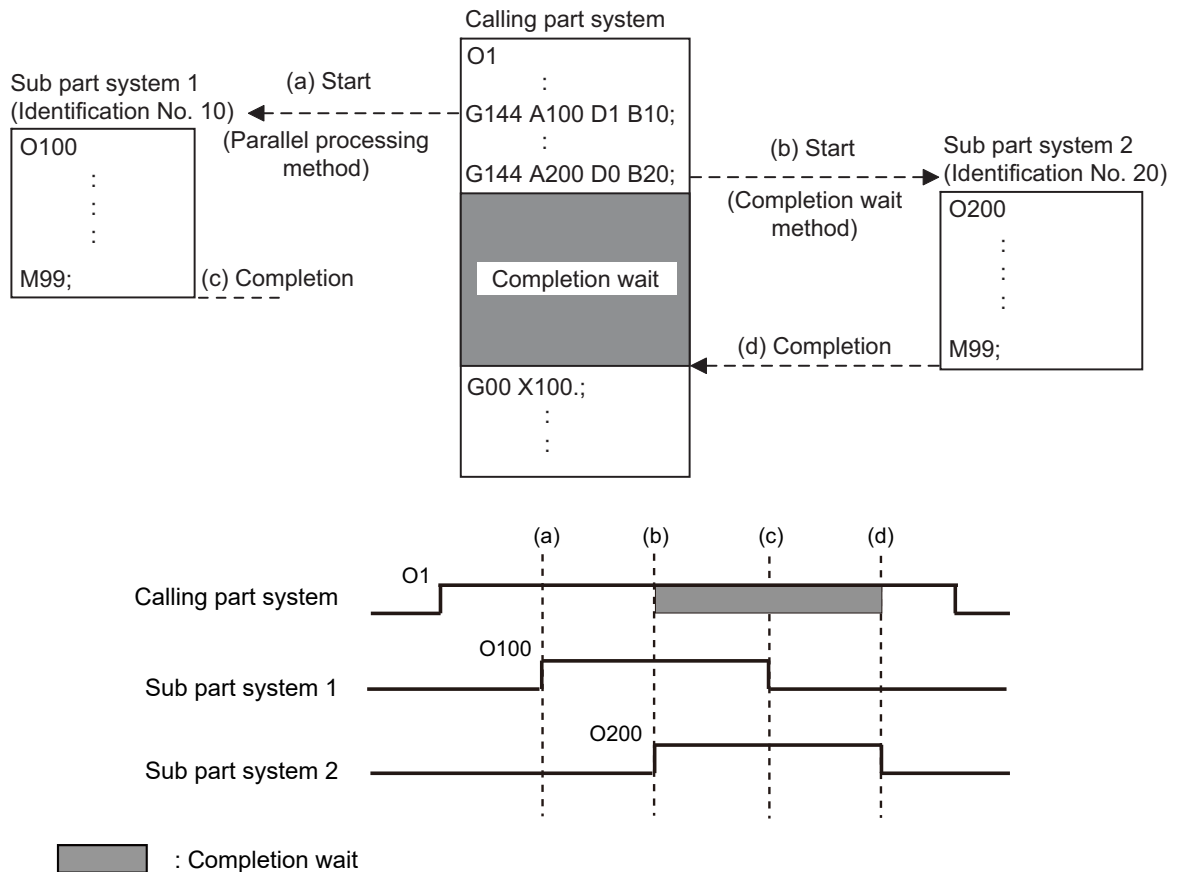 Calling part system
O1
:
G144 A100 D1 B10;
:
G144 A200 D0 B20;
Completion wait
G00 X100.;
:
:
Sub part system 1
(Identification No. 10)
O100
:
:
:
M99;
(a) Start
(Parallel processing
method)
(c) Completion
(b) Start
(Completion wait
method)
Sub part system 2
(Identification No. 20)
O200
:
:
:
M99;
(d) Completion
(a)
(b)
(c)
(d)
O1
Calling part system
O100
Sub part system 1
O200
Sub part system 2
: Completion wait